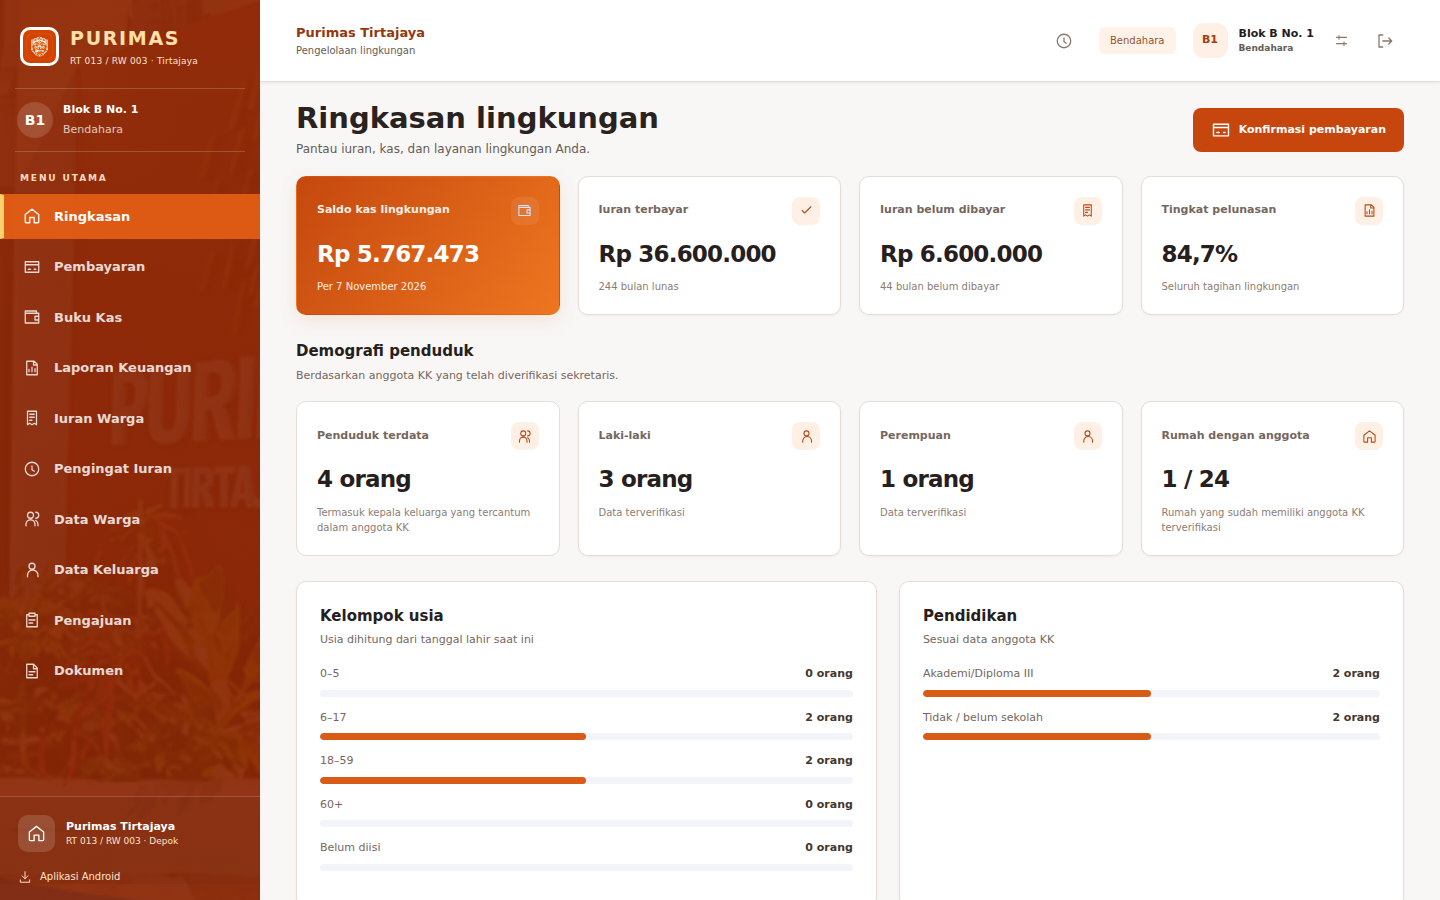 PURIMAS
RT 013 / RW 003 · Tirtajaya
B1
Blok B No. 1
Bendahara
MENU UTAMA
Ringkasan
Pembayaran
Buku Kas
Laporan Keuangan
Iuran Warga
Pengingat Iuran
Data Warga
Data Keluarga
Pengajuan
Dokumen
Purimas Tirtajaya
RT 013 / RW 003 · Depok
Aplikasi Android
Purimas Tirtajaya
Pengelolaan lingkungan
Bendahara
B1
Blok B No. 1
Bendahara
Ringkasan lingkungan
Pantau iuran, kas, dan layanan lingkungan Anda.
Konfirmasi pembayaran
Saldo kas lingkungan
Rp 5.767.473
Per 7 November 2026
Iuran terbayar
Rp 36.600.000
244 bulan lunas
Iuran belum dibayar
Rp 6.600.000
44 bulan belum dibayar
Tingkat pelunasan
84,7%
Seluruh tagihan lingkungan
Demografi penduduk
Berdasarkan anggota KK yang telah diverifikasi sekretaris.
Penduduk terdata
4 orang
Termasuk kepala keluarga yang tercantum
dalam anggota KK
Laki-laki
3 orang
Data terverifikasi
Perempuan
1 orang
Data terverifikasi
Rumah dengan anggota
1 / 24
Rumah yang sudah memiliki anggota KK
terverifikasi
Kelompok usia
Usia dihitung dari tanggal lahir saat ini
0–5 0 orang
6–17 2 orang
18–59 2 orang
60+ 0 orang
Belum diisi 0 orang
Pendidikan
Sesuai data anggota KK
Akademi/Diploma III 2 orang
Tidak / belum sekolah 2 orang